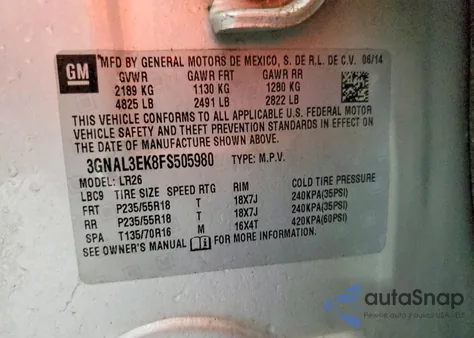 GM
MFD BY GENERAL MOTORS DE MEXICO, S. DE R.L. DE C.V. 06/14
GVWR GAWR FRT GAWR RR
2189 KG 1130 KG 1280 KG
4825 LB 2491 LB 2822 LB
THIS VEHICLE CONFORMS TO ALL APPLICABLE U.S. FEDERAL MOTOR
VEHICLE SAFETY AND THEFT PREVENTION STANDARDS IN EFFECT ON
THE DATE OF MANUFACTURE SHOWN ABOVE.
3GNAL3EK8FS505980 TYPE: M.P.V.
MODEL: LR26
LBC9 TIRE SIZE SPEED RTG RIM COLD TIRE PRESSURE
FRT P235/55R18 T 18X7J 240KPA(35PSI)
RR P235/55R18 T 18X7J 240KPA(35PSI)
SPA T135/70R16 M 16X4T 420KPA(60PSI)
SEE OWNER'S MANUAL FOR MORE INFORMATION.
autoSnap